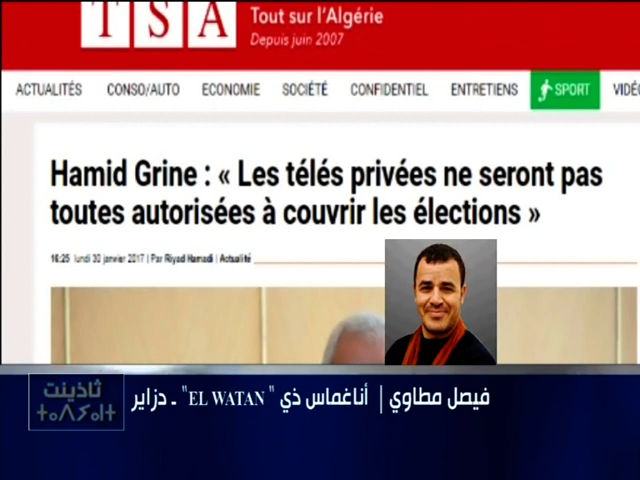 TSA
Tout sur l'Algérie
Depuis juin 2007
ACTUALITÉS CONSO/AUTO ECONOMIE SOCIÉTÉ CONFIDENTIEL ENTRETIENS SPORT VIDÉ
Hamid Grine : « Les télés privées ne seront pas
toutes autorisées à couvrir les élections »
16:25 lundi 30 janvier 2017 | Par Riyad Hamadi | Actualité
ثاذينت
فيصل مطاوي | أناغماس ذي "EL WATAN" ـ دزاير